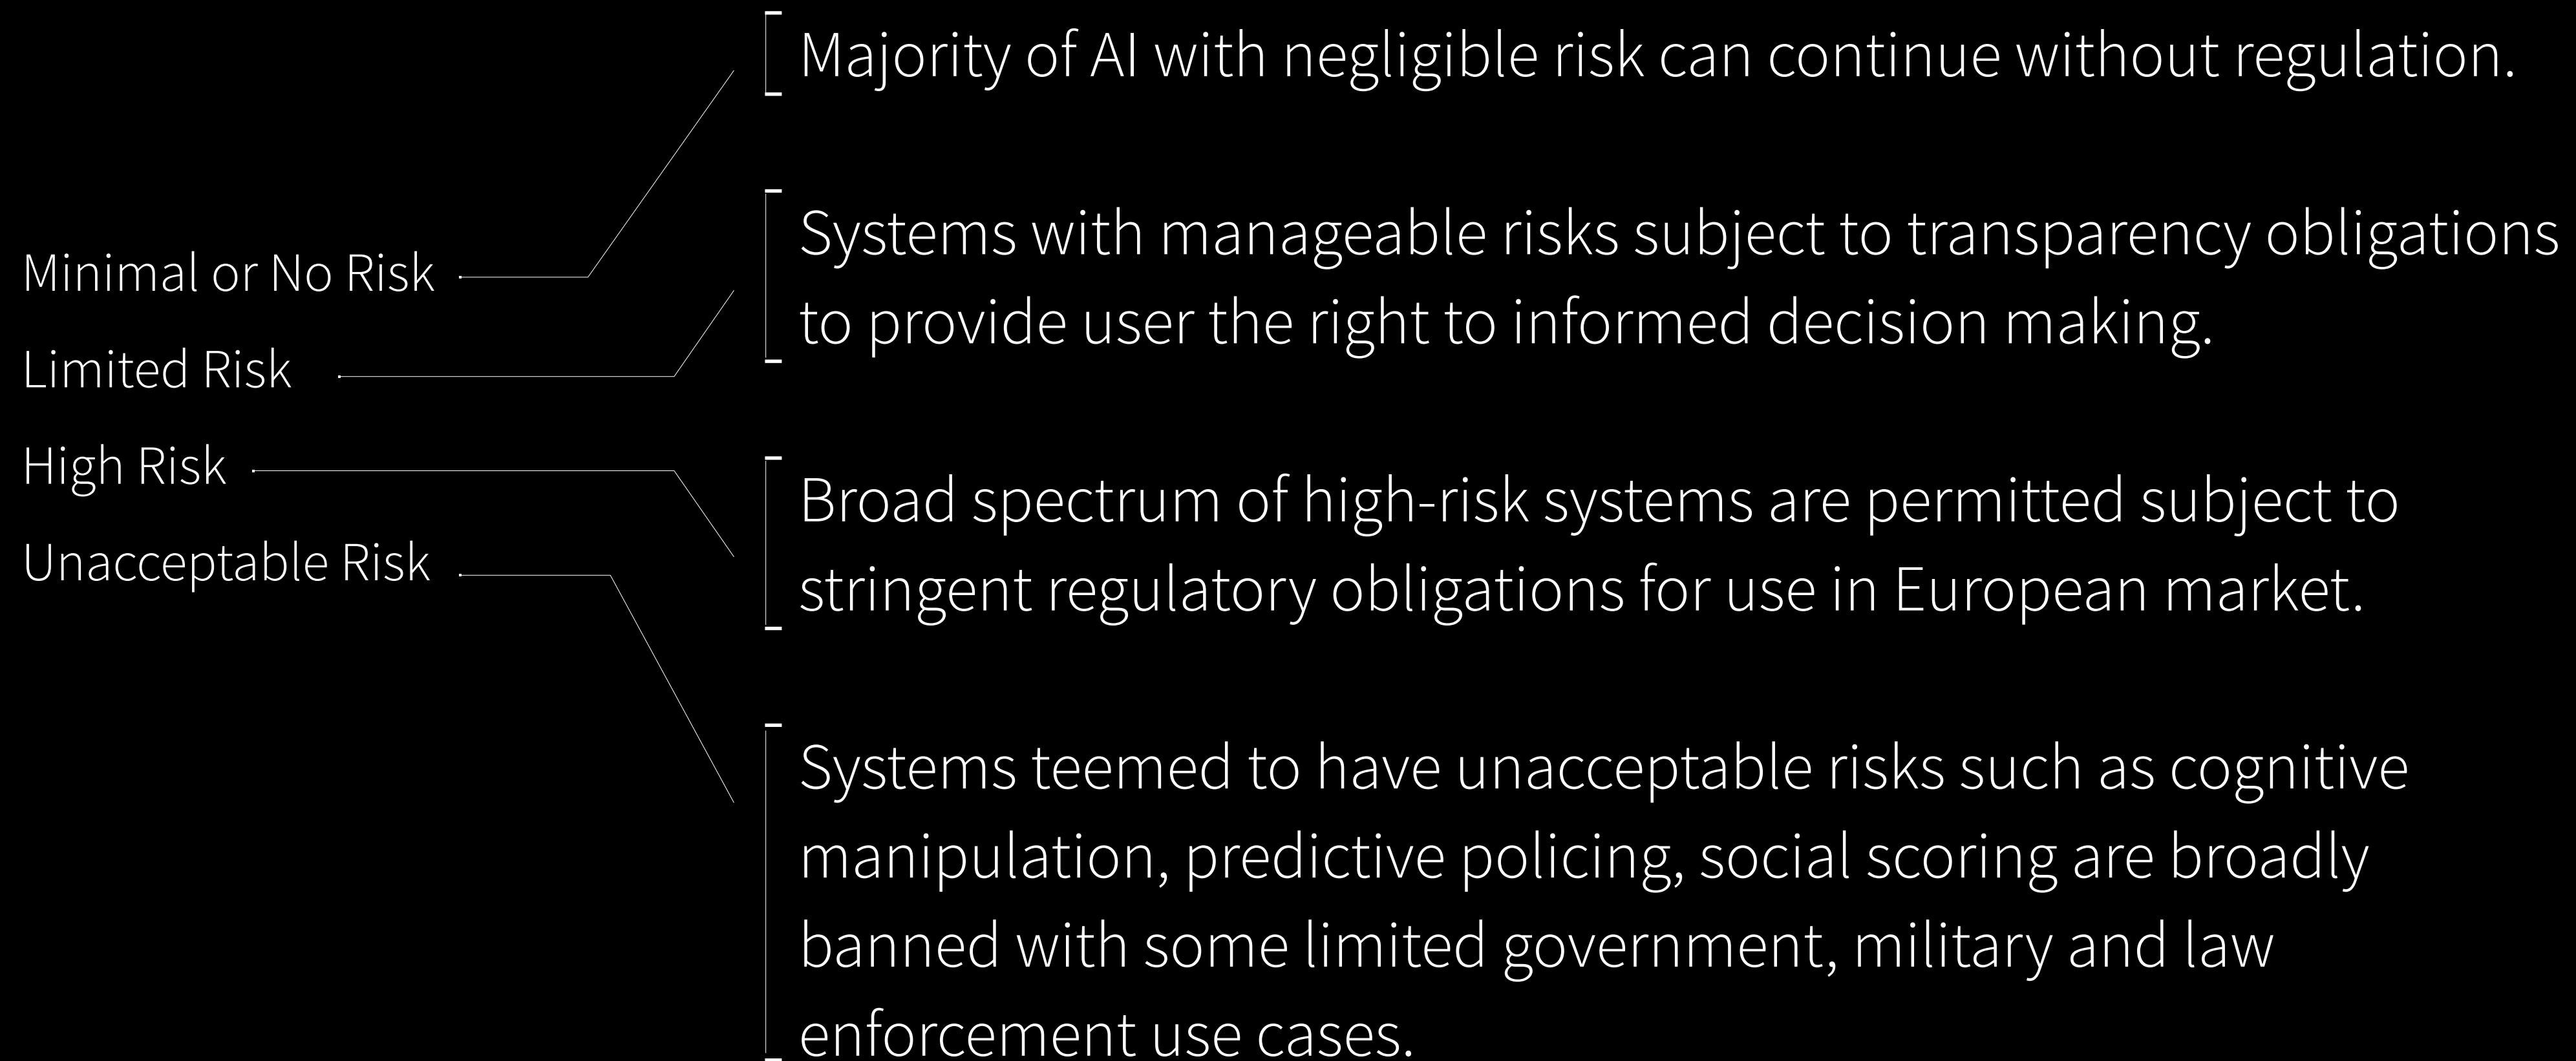 Minimal or No Risk
Limited Risk
High Risk
Unacceptable Risk
Majority of AI with negligible risk can continue without regulation.
Systems with manageable risks subject to transparency obligations
to provide user the right to informed decision making.
Broad spectrum of high-risk systems are permitted subject to
stringent regulatory obligations for use in European market.
Systems teemed to have unacceptable risks such as cognitive
manipulation, predictive policing, social scoring are broadly
banned with some limited government, military and law
enforcement use cases.